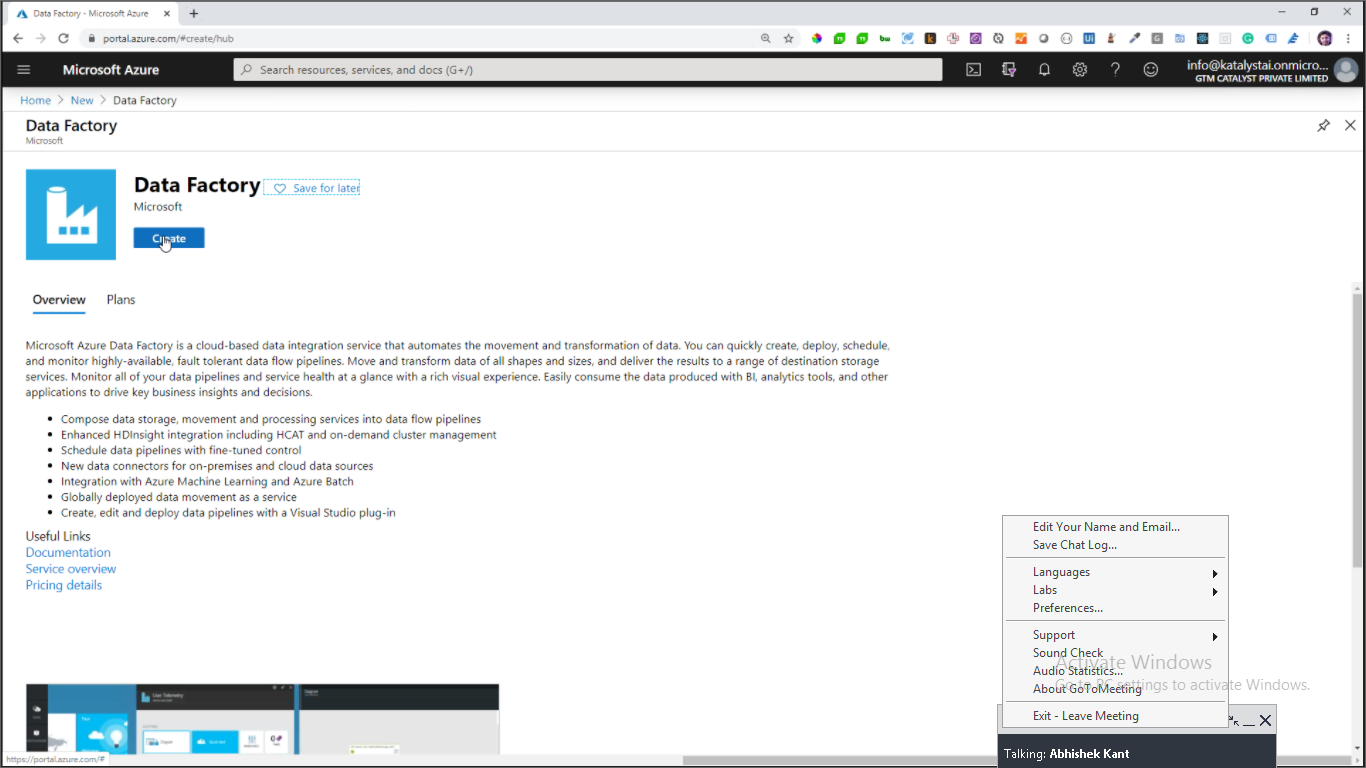 Data Factory - Microsoft Azure
portal.azure.com/#create/hub
Microsoft Azure
Search resources, services, and docs (G+/)
info@katalystai.onmicro...
GTM CATALYST PRIVATE LIMITED
Home > New > Data Factory
Data Factory
Microsoft
Data Factory
Save for later
Microsoft
Create
Overview Plans
Microsoft Azure Data Factory is a cloud-based data integration service that automates the movement and transformation of data. You can quickly create, deploy, schedule,
and monitor highly-available, fault tolerant data flow pipelines. Move and transform data of all shapes and sizes, and deliver the results to a range of destination storage
services. Monitor all of your data pipelines and service health at a glance with a rich visual experience. Easily consume the data produced with BI, analytics tools, and other
applications to drive key business insights and decisions.
• Compose data storage, movement and processing services into data flow pipelines
• Enhanced HDInsight integration including HCAT and on-demand cluster management
• Schedule data pipelines with fine-tuned control
• New data connectors for on-premises and cloud data sources
• Integration with Azure Machine Learning and Azure Batch
• Globally deployed data movement as a service
• Create, edit and deploy data pipelines with a Visual Studio plug-in
Useful Links
Documentation
Service overview
Pricing details
https://portal.azure.com/#
Edit Your Name and Email...
Save Chat Log...
Languages
Labs
Preferences...
Support
Sound Check
Audio Statistics...
About GoToMeeting
Exit - Leave Meeting
Activate Windows
Go to PC settings to activate Windows.
Talking: Abhishek Kant